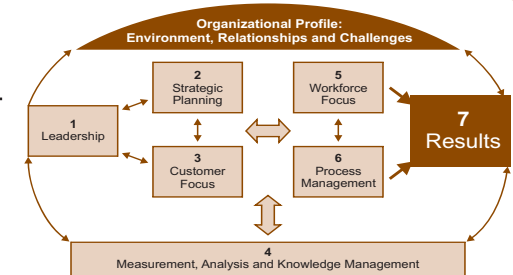 Organizational Profile:
Environment, Relationships and Challenges
2
Strategic
Planning
5
Workforce
Focus
1
Leadership
7
Results
3
Customer
Focus
6
Process
Management
4
Measurement, Analysis and Knowledge Management